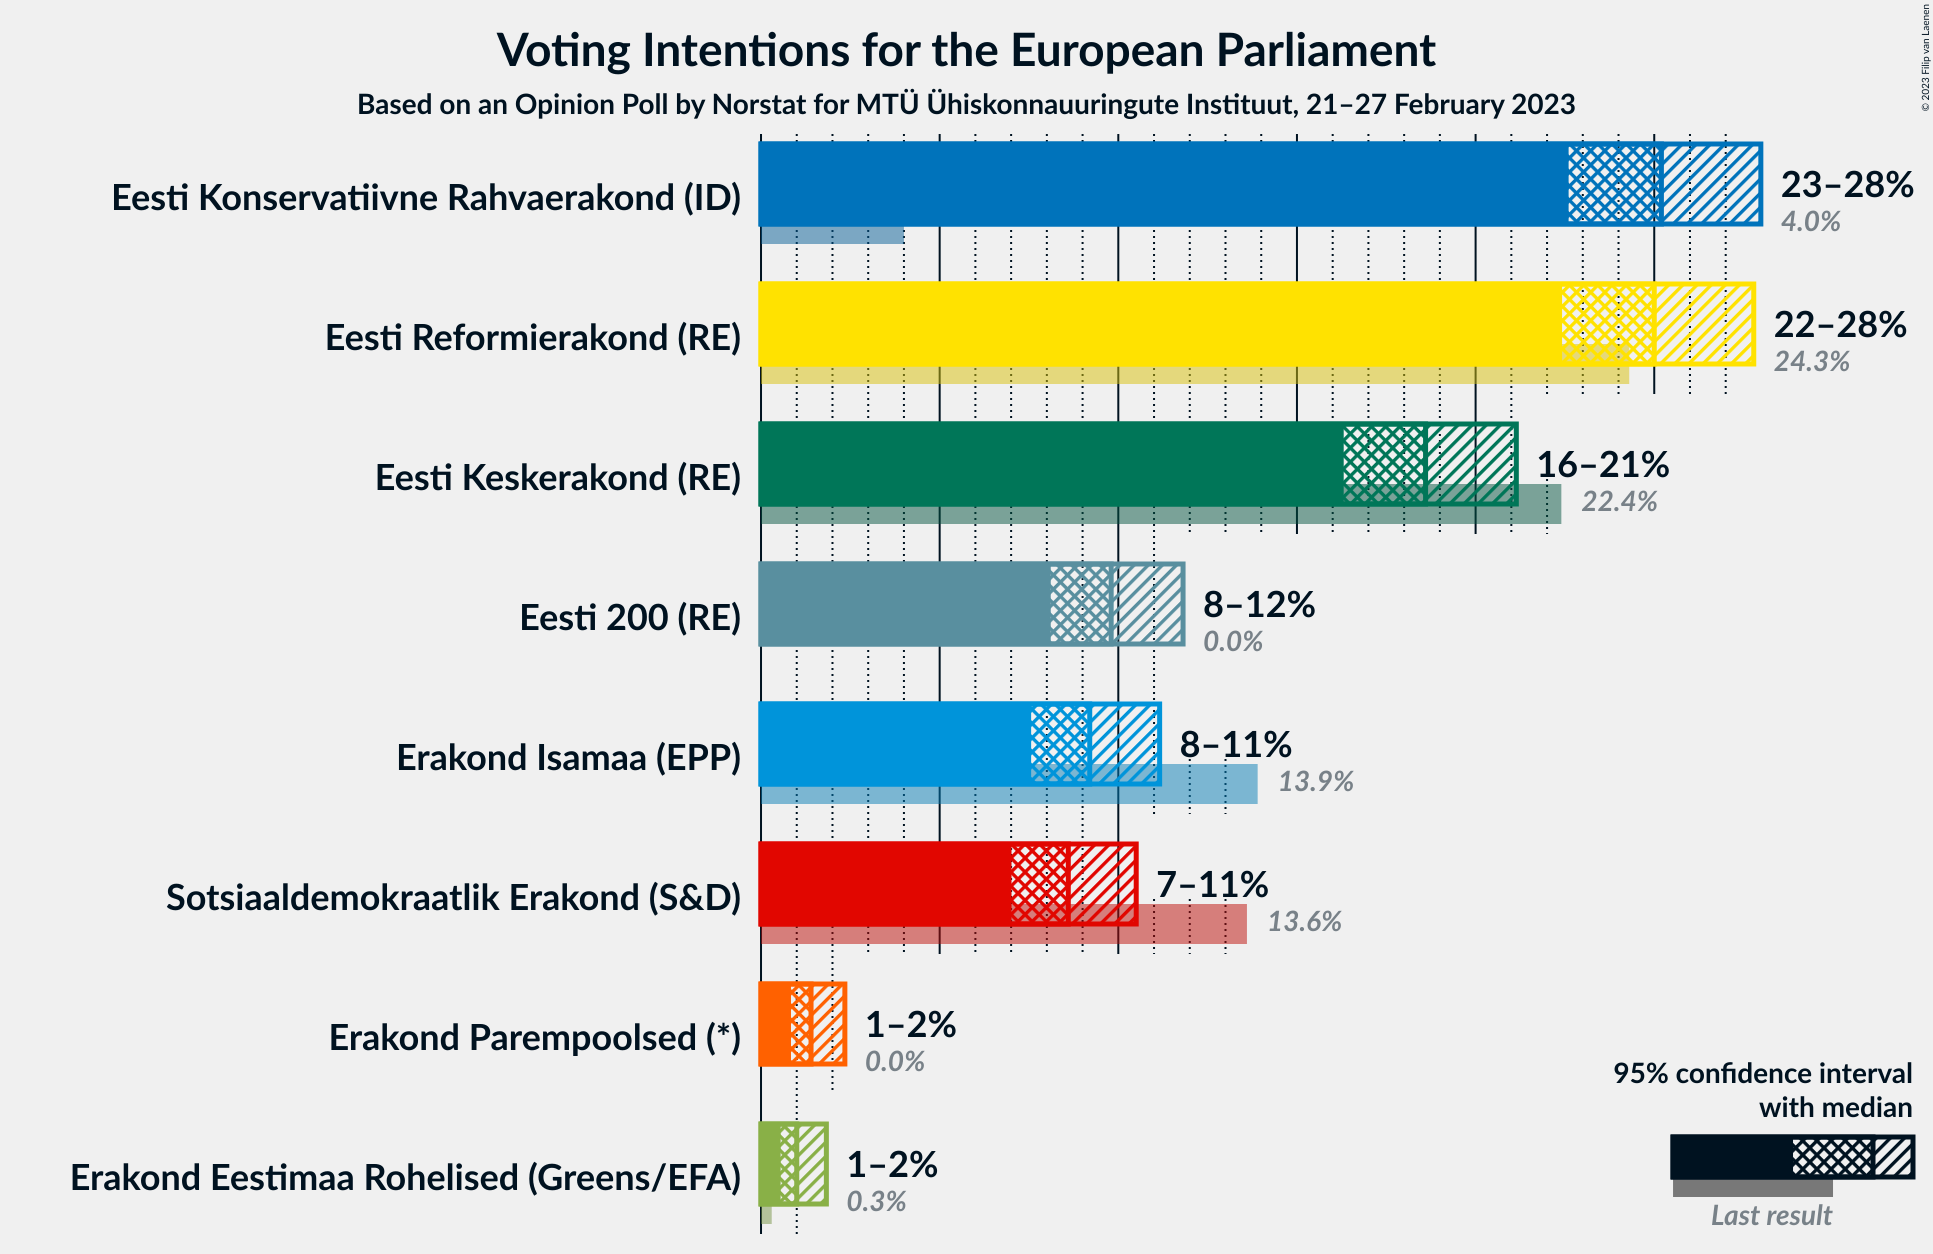 Voting Intentions for the European Parliament
Based on an Opinion Poll by Norstat for MTÜ Ühiskonnauuringute Instituut, 21–27 February 2023
© 2023 Filip van Laenen
Eesti Konservatiivne Rahvaerakond (ID)
23–28%
4.0%
Eesti Reformierakond (RE)
22–28%
24.3%
Eesti Keskerakond (RE)
16–21%
22.4%
Eesti 200 (RE)
8–12%
0.0%
Erakond Isamaa (EPP)
8–11%
13.9%
Sotsiaaldemokraatlik Erakond (S&D)
7–11%
13.6%
Erakond Parempoolsed (*)
1–2%
0.0%
Erakond Eestimaa Rohelised (Greens/EFA)
1–2%
0.3%
95% confidence interval
with median
Last result